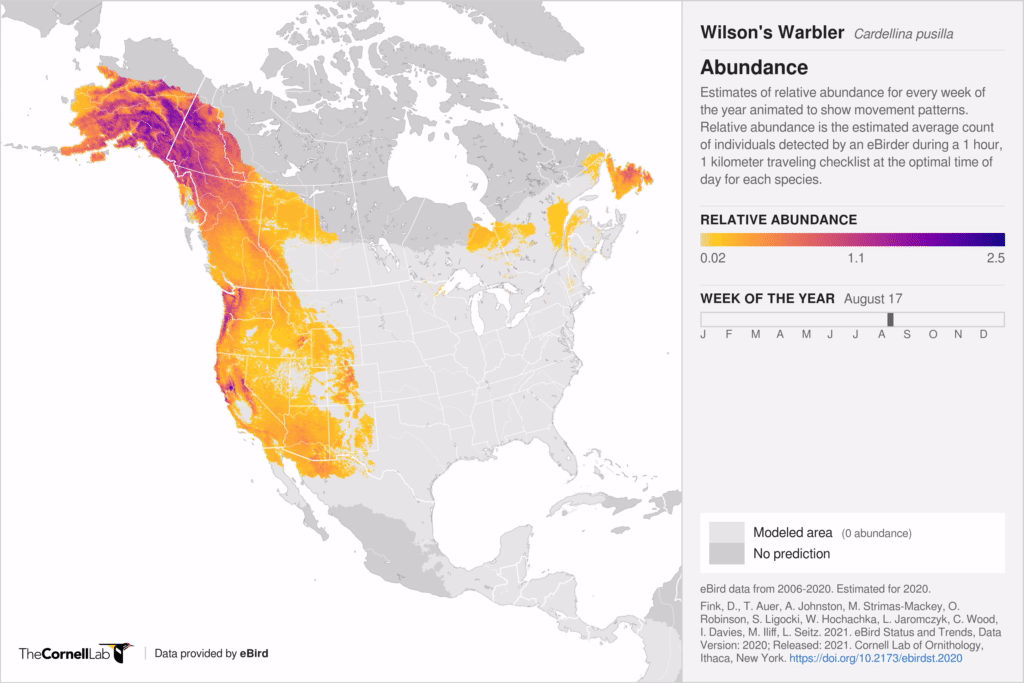 Wilson's Warbler Cardellina pusilla
Abundance
Estimates of relative abundance for every week of
the year animated to show movement patterns.
Relative abundance is the estimated average count
of individuals detected by an eBirder during a 1 hour,
1 kilometer traveling checklist at the optimal time of
day for each species.
RELATIVE ABUNDANCE
0.02 1.1 2.5
WEEK OF THE YEAR August 17
J F M A M J J A S O N D
Modeled area (0 abundance)
No prediction
eBird data from 2006-2020. Estimated for 2020.
Fink, D., T. Auer, A. Johnston, M. Strimas-Mackey, O.
Robinson, S. Ligocki, W. Hochachka, L. Jaromczyk, C. Wood,
I. Davies, M. Iliff, L. Seitz. 2021. eBird Status and Trends, Data
Version: 2020; Released: 2021. Cornell Lab of Ornithology,
Ithaca, New York. https://doi.org/10.2173/ebirdst.2020
TheCornellLab
Data provided by eBird